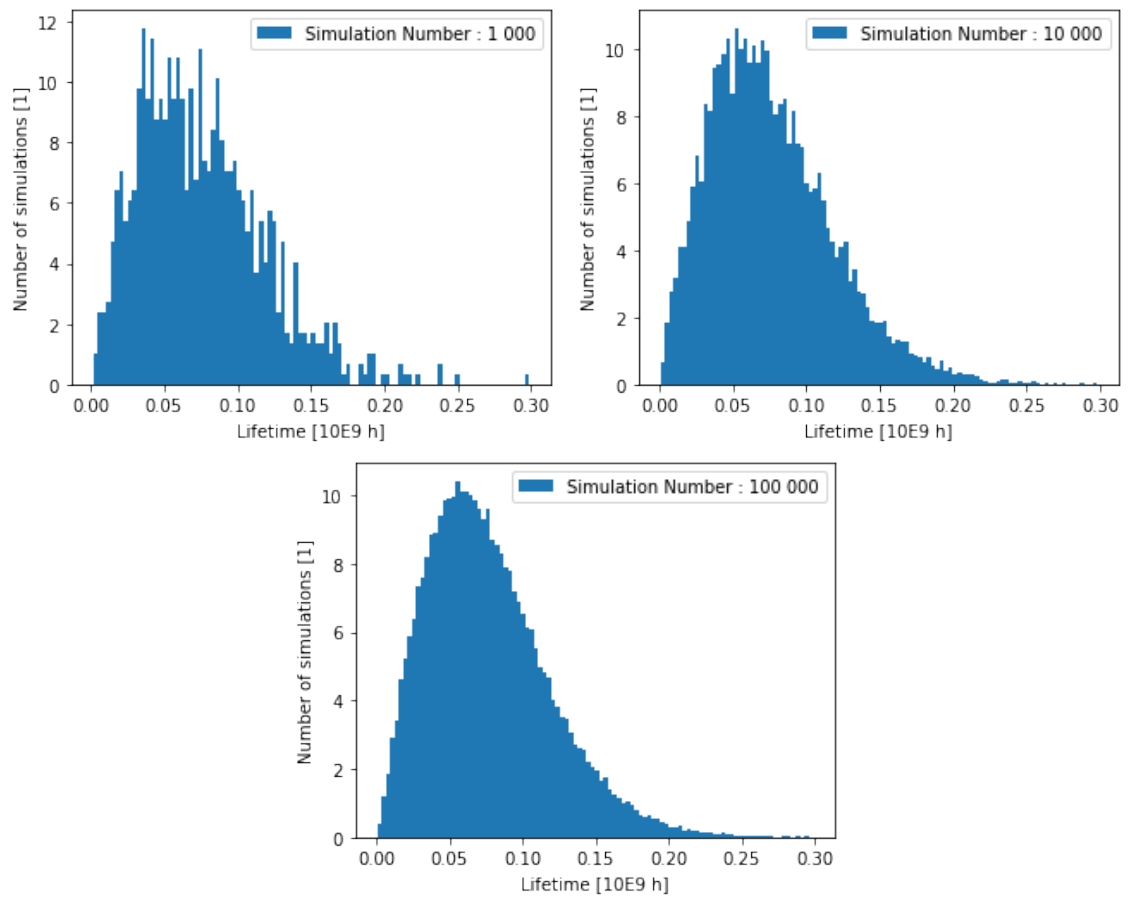 Simulation Number : 1 000
Number of simulations [1]
12
10
8
6
4
2
0
0.00 0.05 0.10 0.15 0.20 0.25 0.30
Lifetime [10E9 h]
Simulation Number : 10 000
Number of simulations [1]
10
8
6
4
2
0
0.00 0.05 0.10 0.15 0.20 0.25 0.30
Lifetime [10E9 h]
Simulation Number : 100 000
Number of simulations [1]
10
8
6
4
2
0
0.00 0.05 0.10 0.15 0.20 0.25 0.30
Lifetime [10E9 h]